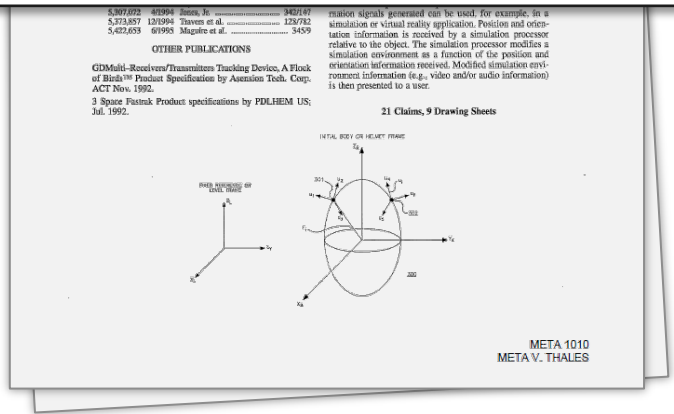 5,307,072 4/1994 Jones, Jr. 342/147
5,373,857 12/1994 Travers et al. 128/782
5,422,653 6/1995 Maguire et al. 345/9
OTHER PUBLICATIONS
GDMulti-Receivers/Transmitters Tracking Device, A Flock
of Birds™ Product Specification by Asension Tech. Corp.
ACT Nov. 1992.
3 Space Fastrak Product specifications by PDLHEM US;
Jul. 1992.
mation signals generated can be used, for example, in a
simulation or virtual reality application. Position and orien-
tation information is received by a simulation processor
relative to the object. The simulation processor modifies a
simulation environment as a function of the position and
orientation information received. Modified simulation envi-
ronment information (e.g., video and/or audio information)
is then presented to a user.
21 Claims, 9 Drawing Sheets
INITIAL BODY OR HELMET FRAME
301
302
300
META 1010
META V. THALES